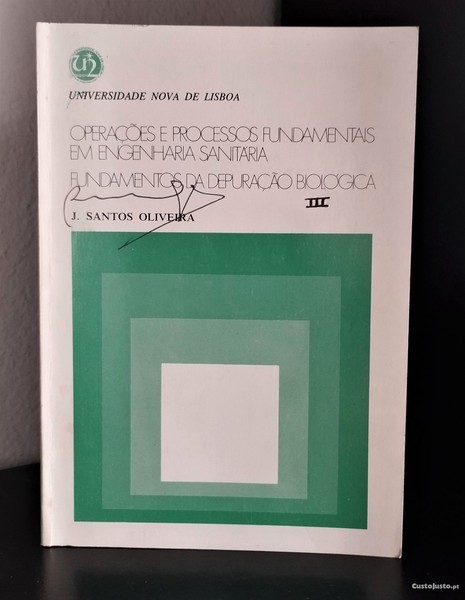 UNIVERSIDADE NOVA DE LISBOA
OPERAÇÕES E PROCESSOS FUNDAMENTAIS
EM ENGENHARIA SANITÁRIA
FUNDAMENTOS DA DEPURAÇÃO BIOLÓGICA
III
J. SANTOS OLIVEIRA
CustoJusto.pt